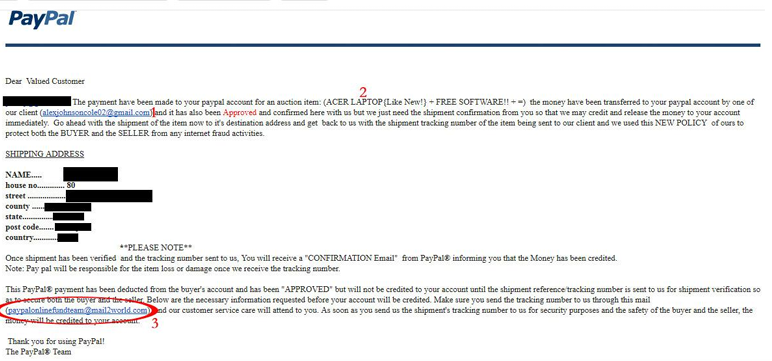 PayPal
Dear Valued Customer
The payment have been made to your paypal account for an auction item: (ACER LAPTOP{Like New!} + FREE SOFTWARE!! + =) the money have been transferred to your paypal account by one of
our client (alexjohnsoncole02@gmail.com) and it has also been Approved and confirmed here with us but we just need the shipment confirmation from you so that we may credit and release the money to your account
immediately. Go ahead with the shipment of the item now to it's destination address and get back to us with the shipment tracking number of the item being sent to our client and we used this NEW POLICY of ours to
protect both the BUYER and the SELLER from any internet fraud activities.
2
1
SHIPPING ADDRESS
NAME.....
house no............. 80
street ...................
county ......
state..........
post code.......
country...........
**PLEASE NOTE**
Once shipment has been verified and the tracking number sent to us, You will receive a "CONFIRMATION Email" from PayPal® informing you that the Money has been credited.
Note: Pay pal will be responsible for the item loss or damage once we receive the tracking number.
This PayPal® payment has been deducted from the buyer's account and has been "APPROVED" but will not be credited to your account until the shipment reference/tracking number is sent to us for shipment verification so
as to secure both the buyer and the seller. Below are the necessary information requested before your account will be credited. Make sure you send the tracking number to us through this mail
(paypalonlinefundteam@mail2world.com) and our customer service care will attend to you. As soon as you send us the shipment's tracking number to us for security purposes and the safety of the buyer and the seller, the
money will be credited to your account.
3
Thank you for using PayPal!
The PayPal Team